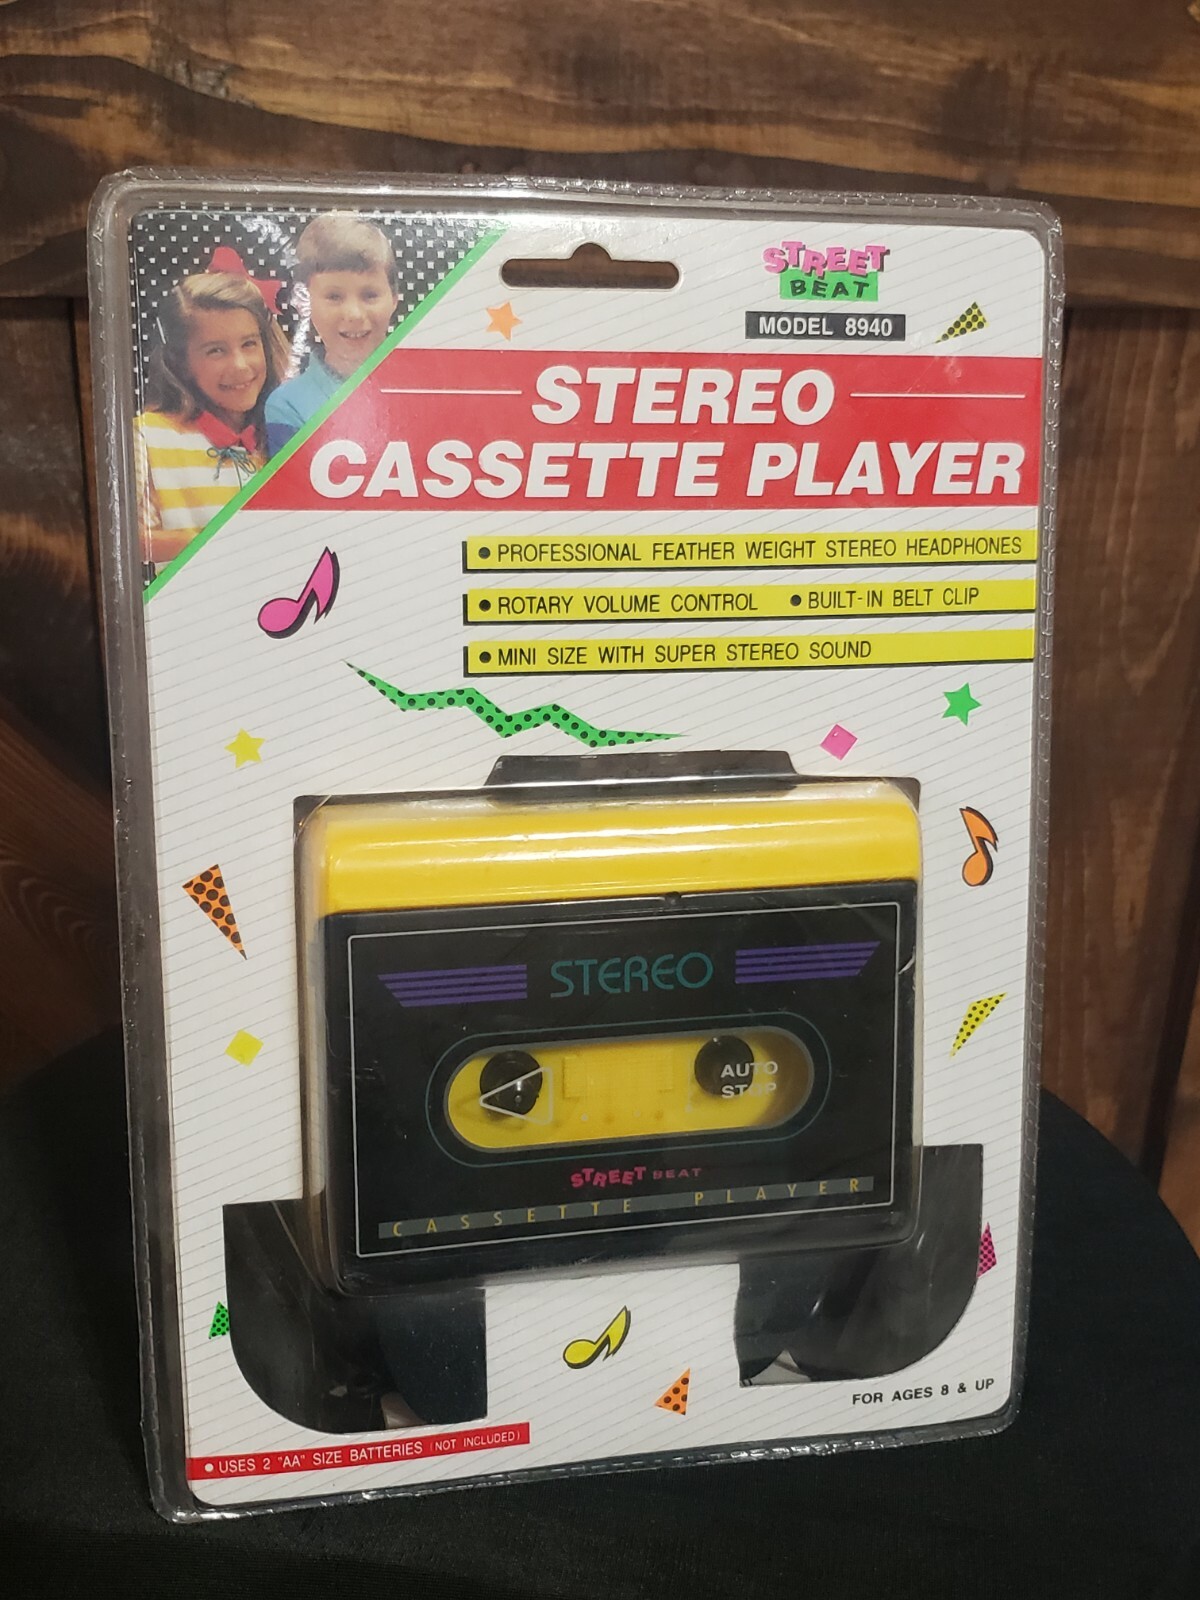 STREET
BEAT
MODEL 8940
STEREO
CASSETTE PLAYER
• PROFESSIONAL FEATHER WEIGHT STEREO HEADPHONES
• ROTARY VOLUME CONTROL • BUILT-IN BELT CLIP
• MINI SIZE WITH SUPER STEREO SOUND
STEREO
AUTO
STOP
STREET BEAT
CASSETTE PLAYER
FOR AGES 8 & UP
• USES 2 "AA" SIZE BATTERIES (NOT INCLUDED)